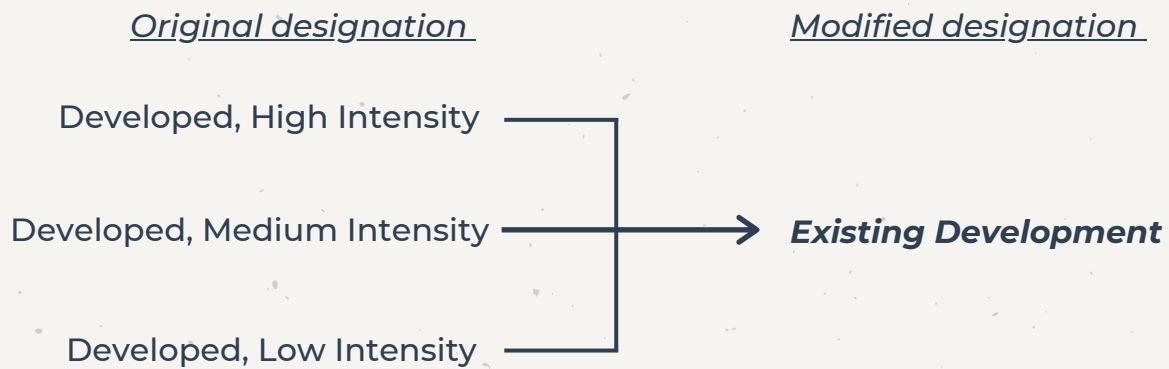 Original designation
Modified designation
Developed, High Intensity
Developed, Medium Intensity
Existing Development
Developed, Low Intensity